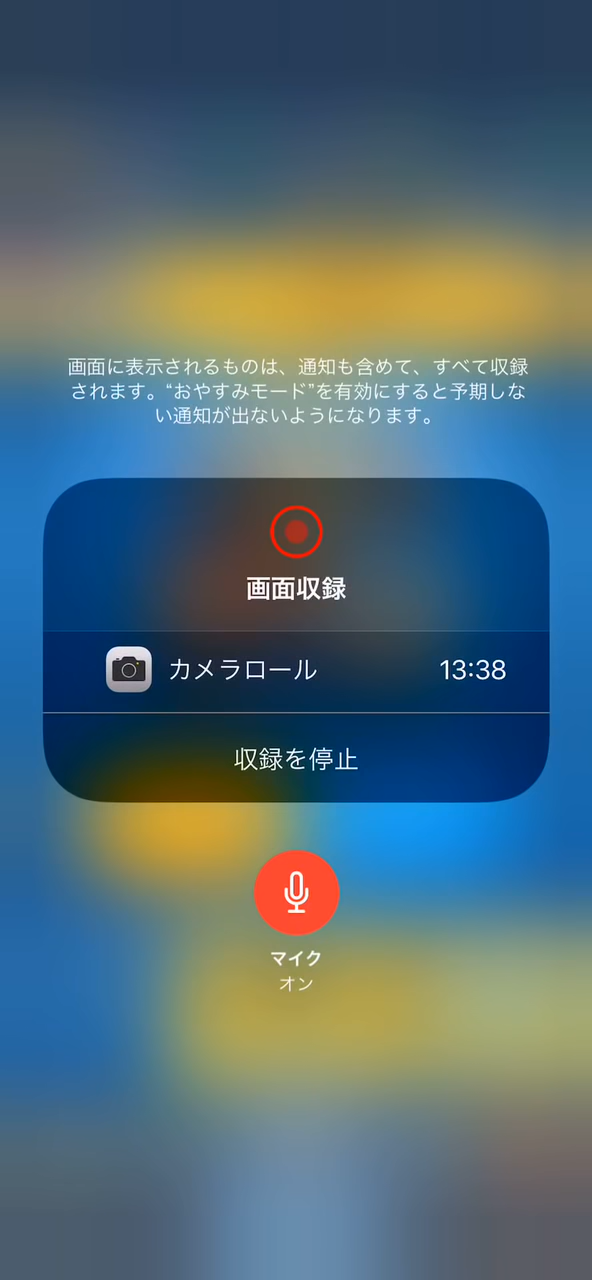 画面に表示されるものは、通知も含めて、すべて収録
されます。“おやすみモード”を有効にすると予期しな
い通知が出ないようになります。
画面収録
カメラロール 13:38
収録を停止
マイク
オン